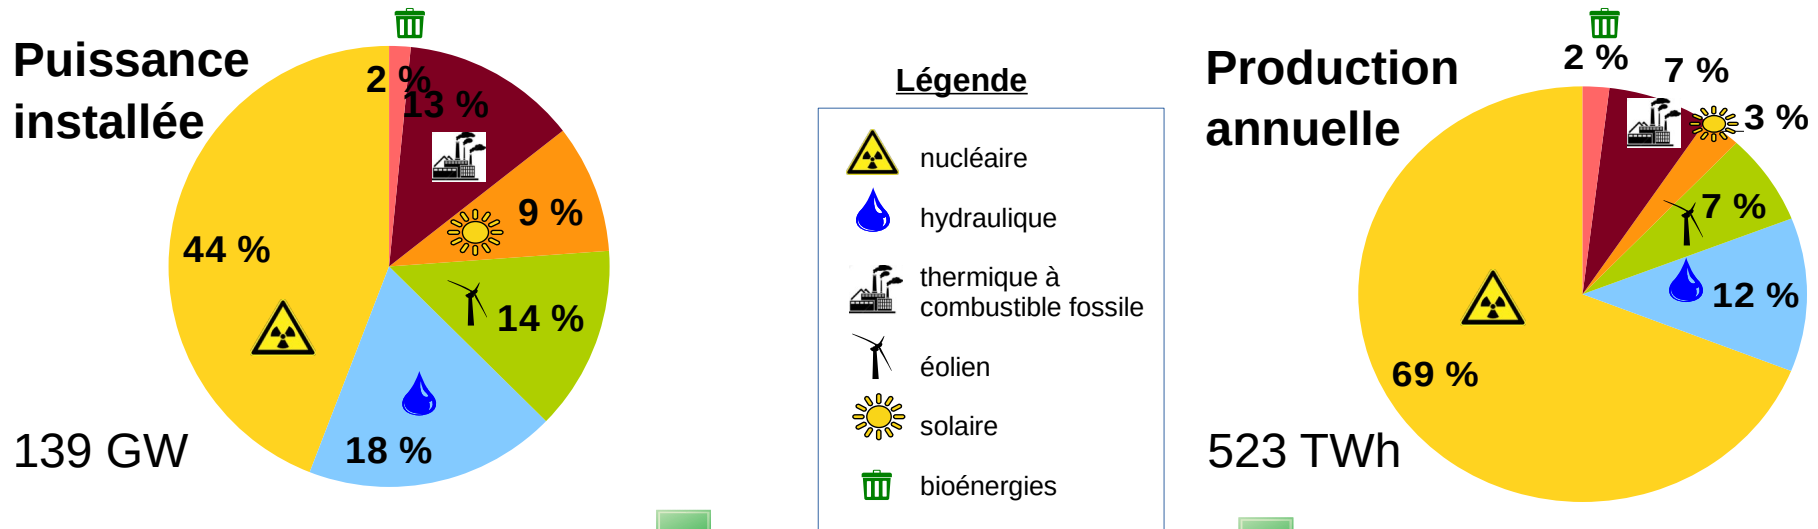 Puissance
installée
2 %
13 %
9 %
44 %
14 %
18 %
139 GW
Légende
nucléaire
hydraulique
thermique à
combustible fossile
éolien
solaire
bioénergies
Production
annuelle
2 %
7 %
3 %
7 %
12 %
69 %
523 TWh